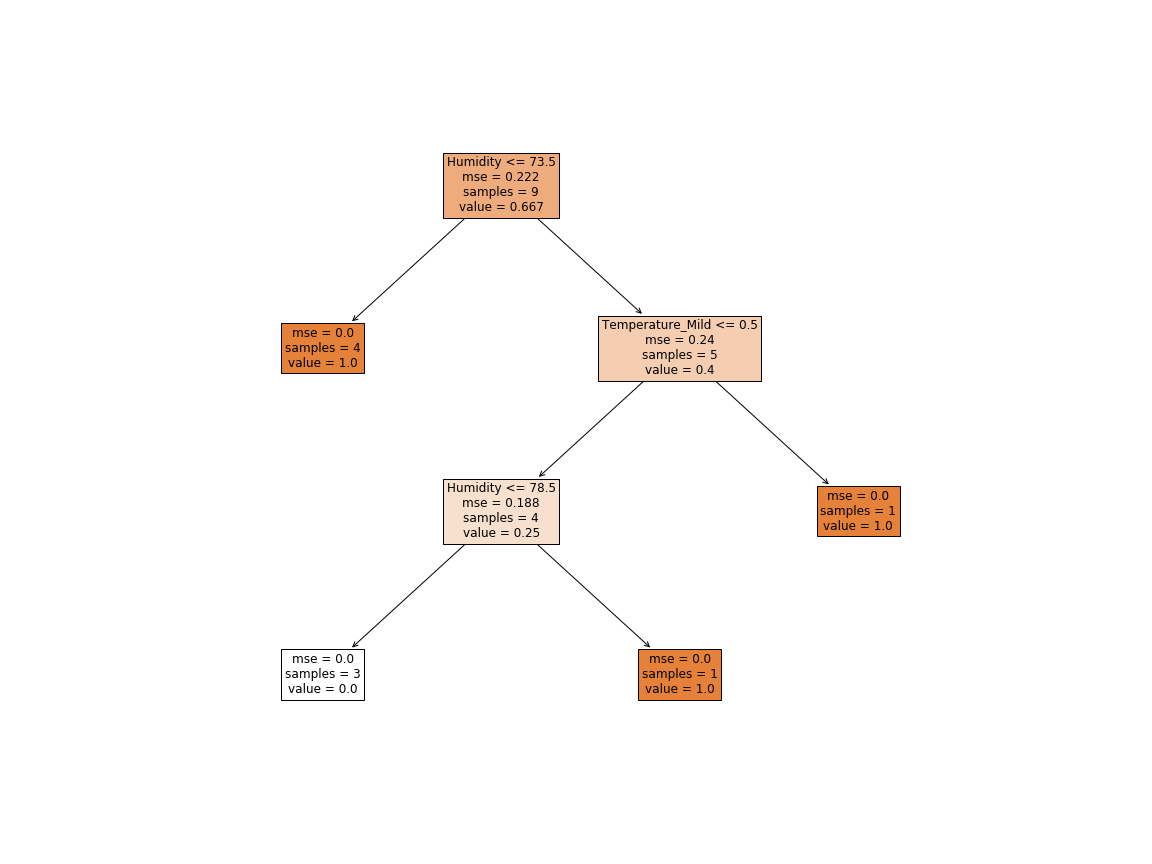 Humidity <= 73.5
mse = 0.222
samples = 9
value = 0.667
mse = 0.0
samples = 4
value = 1.0
Temperature_Mild <= 0.5
mse = 0.24
samples = 5
value = 0.4
Humidity <= 78.5
mse = 0.188
samples = 4
value = 0.25
mse = 0.0
samples = 1
value = 1.0
mse = 0.0
samples = 3
value = 0.0
mse = 0.0
samples = 1
value = 1.0